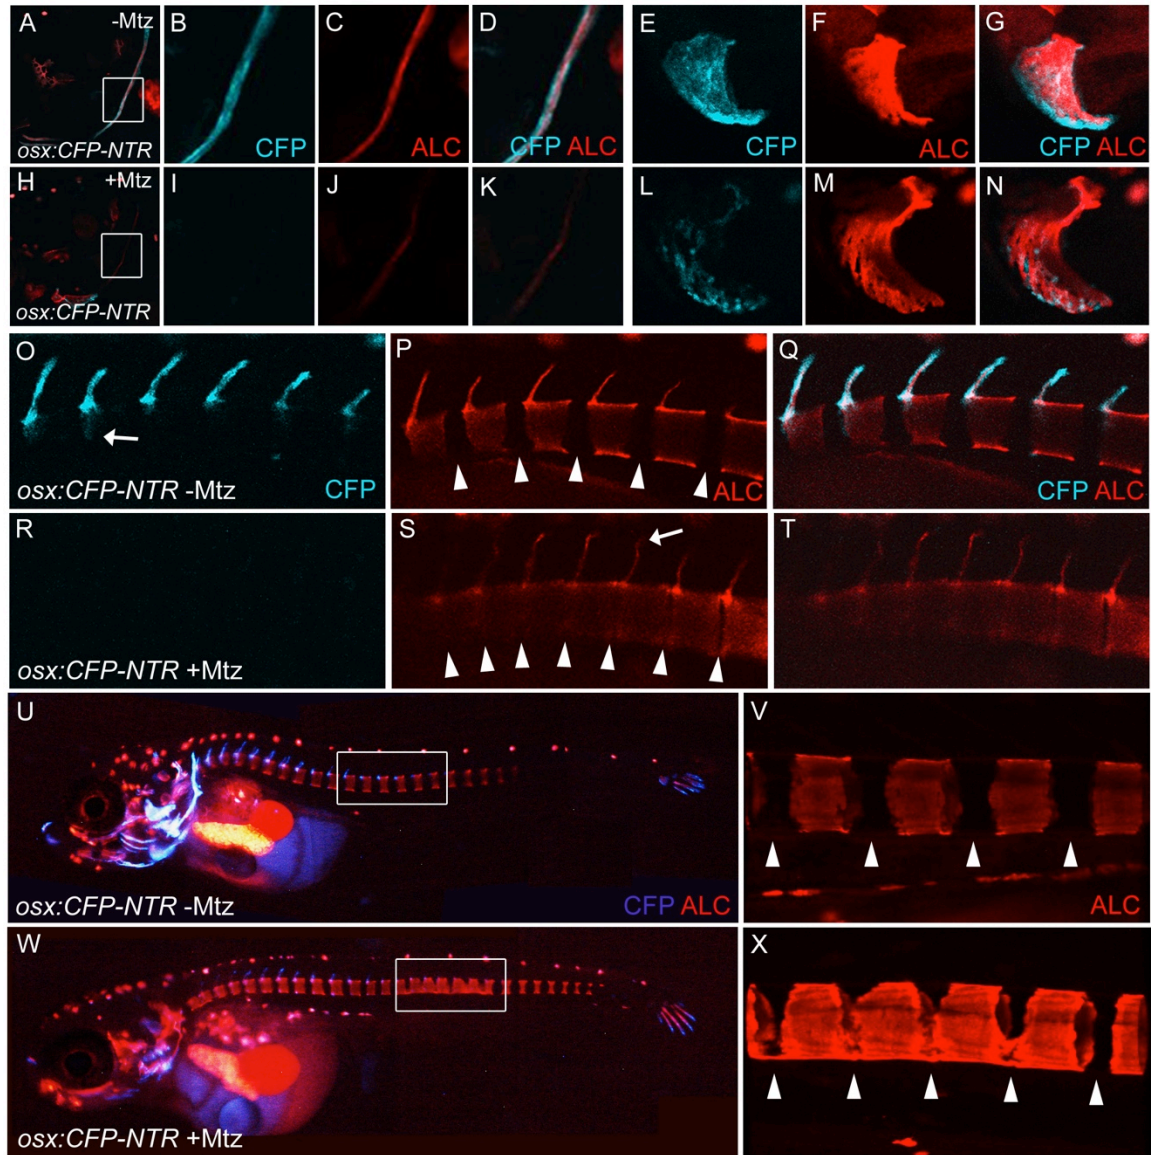 A -Mtz B C D E F G
osx:CFP-NTR CFP ALC CFP ALC CFP ALC CFP ALC
H +Mtz I J K L M N
osx:CFP-NTR
O P Q
osx:CFP-NTR -Mtz CFP ALC CFP ALC
R S T
osx:CFP-NTR +Mtz
U V
osx:CFP-NTR -Mtz CFP ALC ALC
W X
osx:CFP-NTR +Mtz